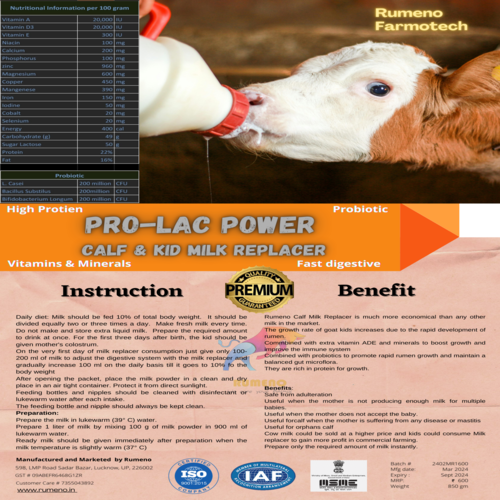 Nutritional Information per 100 gram
Vitamin A 20,000 IU
Vitamin D3 20,000 IU
Vitamin E 300 IU
Niacin 100 mg
Calcium 200 mg
Phosphorus 100 mg
zinc 960 mg
Magnesium 600 mg
Copper 450 mg
Manganese 390 mg
Iron 150 mg
Iodine 50 mg
Cobalt 20 mg
Selenium 20 mg
Energy 400 cal
Carbohydrate (g) 49 g
Sugar Lactose 50 g
Protein 22%
Fat 16%
Probiotic
L. Casei 200 million CFU
Bacillus Substilus 200million CFU
Bifidobacterium Longum 200 million CFU
Rumeno
Farmotech
High Protien
Probiotic
PRO-LAC POWER
CALF & KID MILK REPLACER
Vitamins & Minerals
Fast digestive
QUALITY
PREMIUM
GUARANTEED
Instruction
Daily diet: Milk should be fed 10% of total body weight. It should be
divided equally two or three times a day. Make fresh milk every time.
Do not make and store extra liquid milk. Prepare the required amount
to drink at once. For the first three days after birth, the kid should be
given mother's colostrum.
On the very first day of milk replacer consumption just give only 100-
200 ml of milk to adjust the digestive system with the milk replacer and
gradually increase 100 ml on the daily basis till it goes to 10% of the
body weight
After opening the packet, place the milk powder in a clean and dry
place in an air tight container. Protect it from direct sunlight.
Feeding bottles and nipples should be cleaned with disinfectant or
lukewarm water after each intake.
The feeding bottle and nipple should always be kept clean.
Preparation:
Prepare the milk in lukewarm (39° C) water.
Prepare 1 liter of milk by mixing 100 g of milk powder in 900 ml of
lukewarm water.
Ready milk should be given immediately after preparation when the
milk temperature is slightly warm (37° C)
Manufactured and Marketed by Rumeno
598, LMP Road Sadar Bazar, Lucknow, UP, 226002
Customer Care # 7355043892
www.rumeno.in
Benefit
Rumeno Calf Milk Replacer is much more economical than any other
milk in the market.
The growth rate of goat kids increases due to the rapid development of
rumen.
Combined with extra vitamin ADE and minerals to boost growth and
improve the immune system
Combined with probiotics to promote rapid rumen growth and maintain a
balanced gut microflora.
They are rich in protein for growth.
Benefits:
Safe from adulteration
Useful when the mother is not producing enough milk for multiple
babies.
Useful when the mother does not accept the baby.
Useful forcalf when the mother is suffering from any disease or mastitis
Useful for orphans calf
Cow milk could be sold at a higher price and kids could consume Milk
replacer to gain more profit in commercial farming.
Prepare only the required amount of milk instantly.
Rumeno
ISO
9001:2015
IAF
MSME
Batch # 2402MR1600
Mfg date: Mar 2024
Expiry : Sept 2024
MRP: ₹ 600
Weight 850 gm